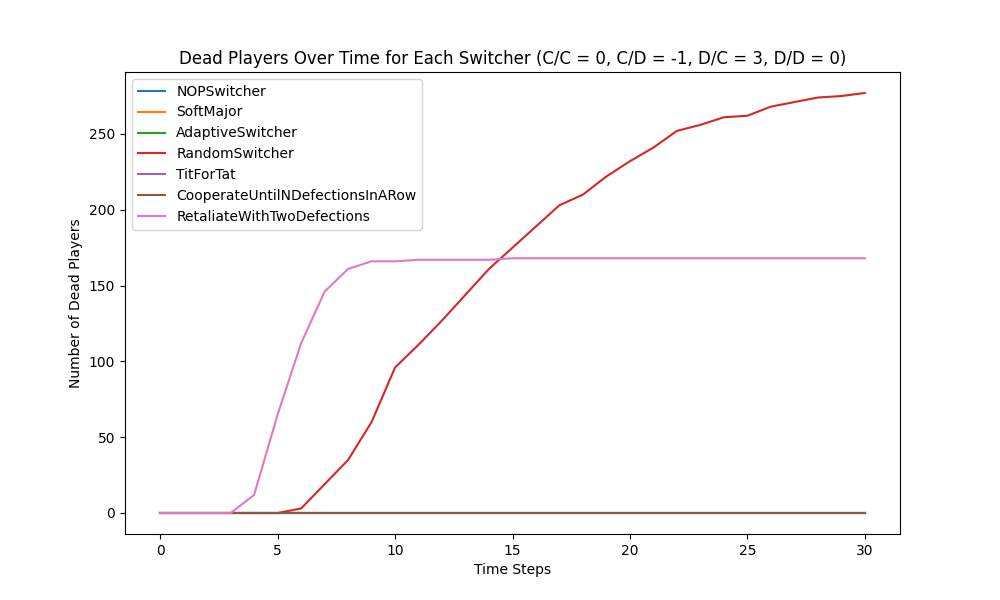 Dead Players Over Time for Each Switcher (C/C = 0, C/D = -1, D/C = 3, D/D = 0)
NOPSwitcher
SoftMajor
AdaptiveSwitcher
RandomSwitcher
TitForTat
CooperateUntilNDefectionsInARow
RetaliateWithTwoDefections
Number of Dead Players
250
200
150
100
50
0
0 5 10 15 20 25 30
Time Steps